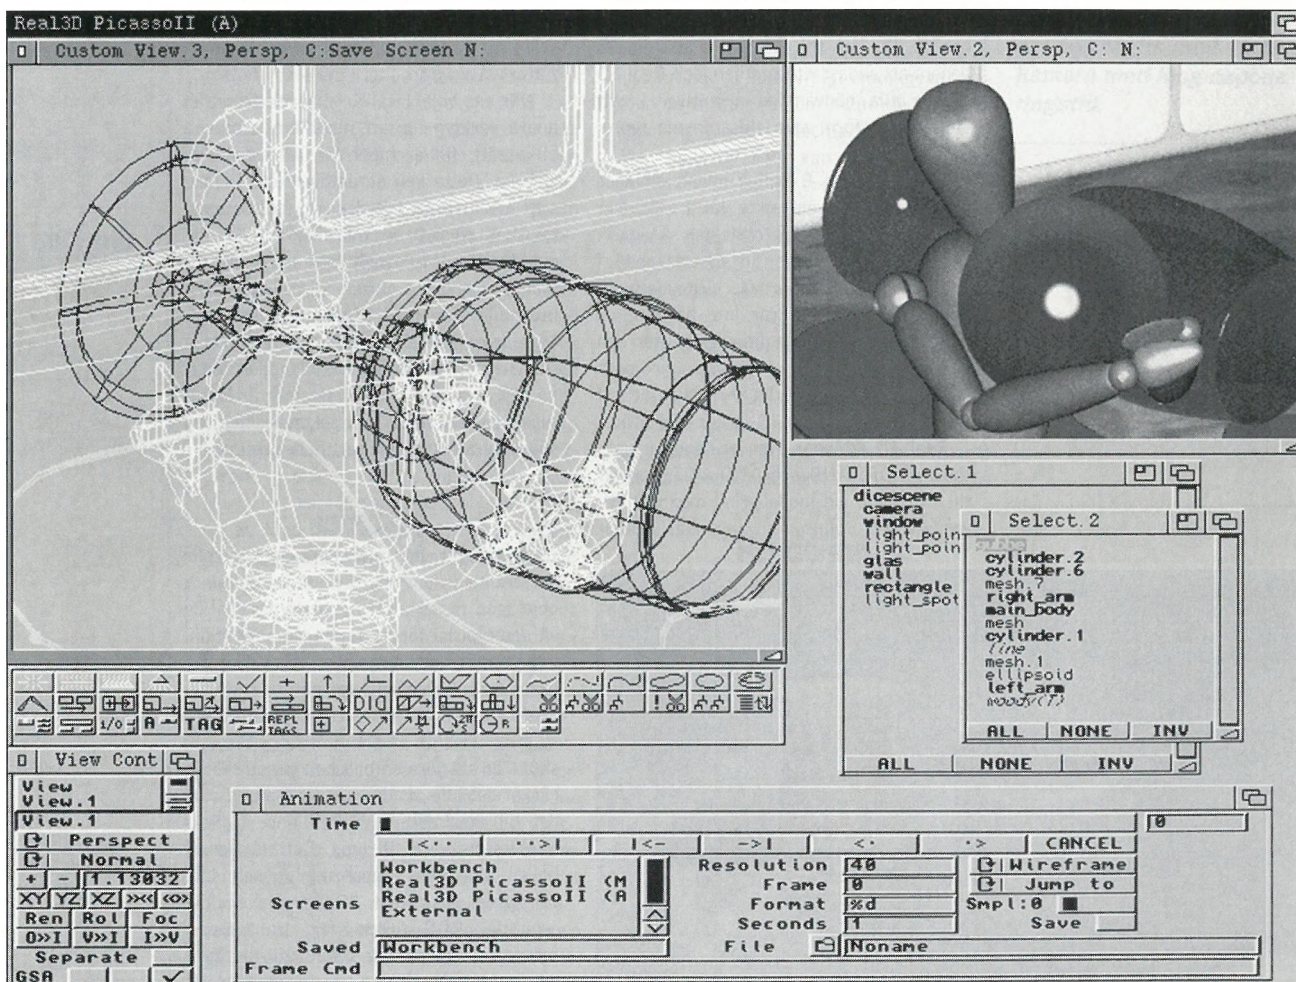 Real3D PicassoII (A)
Custom View.3, Persp, C:Save Screen N:
Custom View.2, Persp, C: N:
Select.1
dicescene
camera
window
light_poin
light_poin
glas
wall
rectangle
light_spot
ALL NONE INV
Select.2
cylinder.2
cylinder.6
mesh.7
right_arm
main_body
mesh
cylinder.1
line
mesh.1
ellipsoid
left_arm
ALL NONE INV
I/O A TAG REPL TAGS R
View Cont
View
View.1
View.1
Perspect
Normal
+ - 1.13032
XY YZ XZ >>< <<>>
Ren Rol Foc
O»I V»I I»V
Separate
GSA
Animation
Time 0
|<·· ··>| |<- ->| <· ·> CANCEL
Screens
Workbench
Real3D PicassoII (M
Real3D PicassoII (A
External
Saved Workbench
Frame Cmd
Resolution 40
Frame 0
Format %d
Seconds 1
File Noname
Wireframe
Jump to
Smpl:0
Save